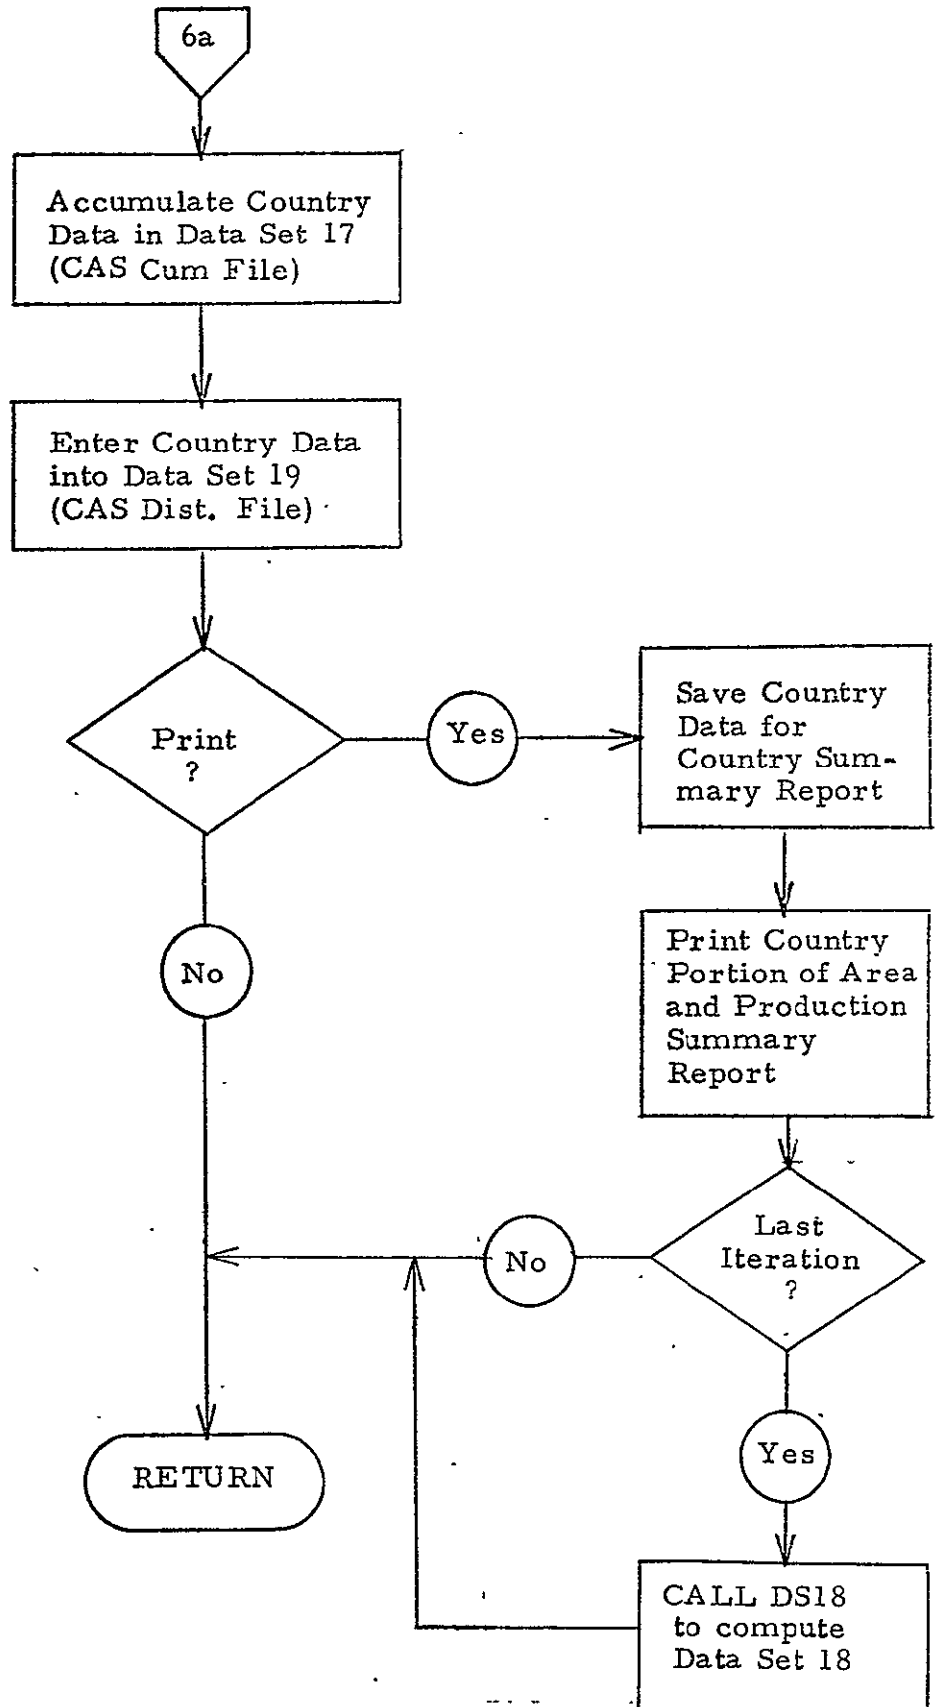 6a
Accumulate Country
Data in Data Set 17
(CAS Cum File)
Enter Country Data
into Data Set 19
(CAS Dist. File)
Print
?
Yes
Save Country
Data for
Country Sum-
mary Report
No
Print Country
Portion of Area
and Production
Summary
Report
Last
Iteration
?
No
Yes
RETURN
CALL DS18
to compute
Data Set 18